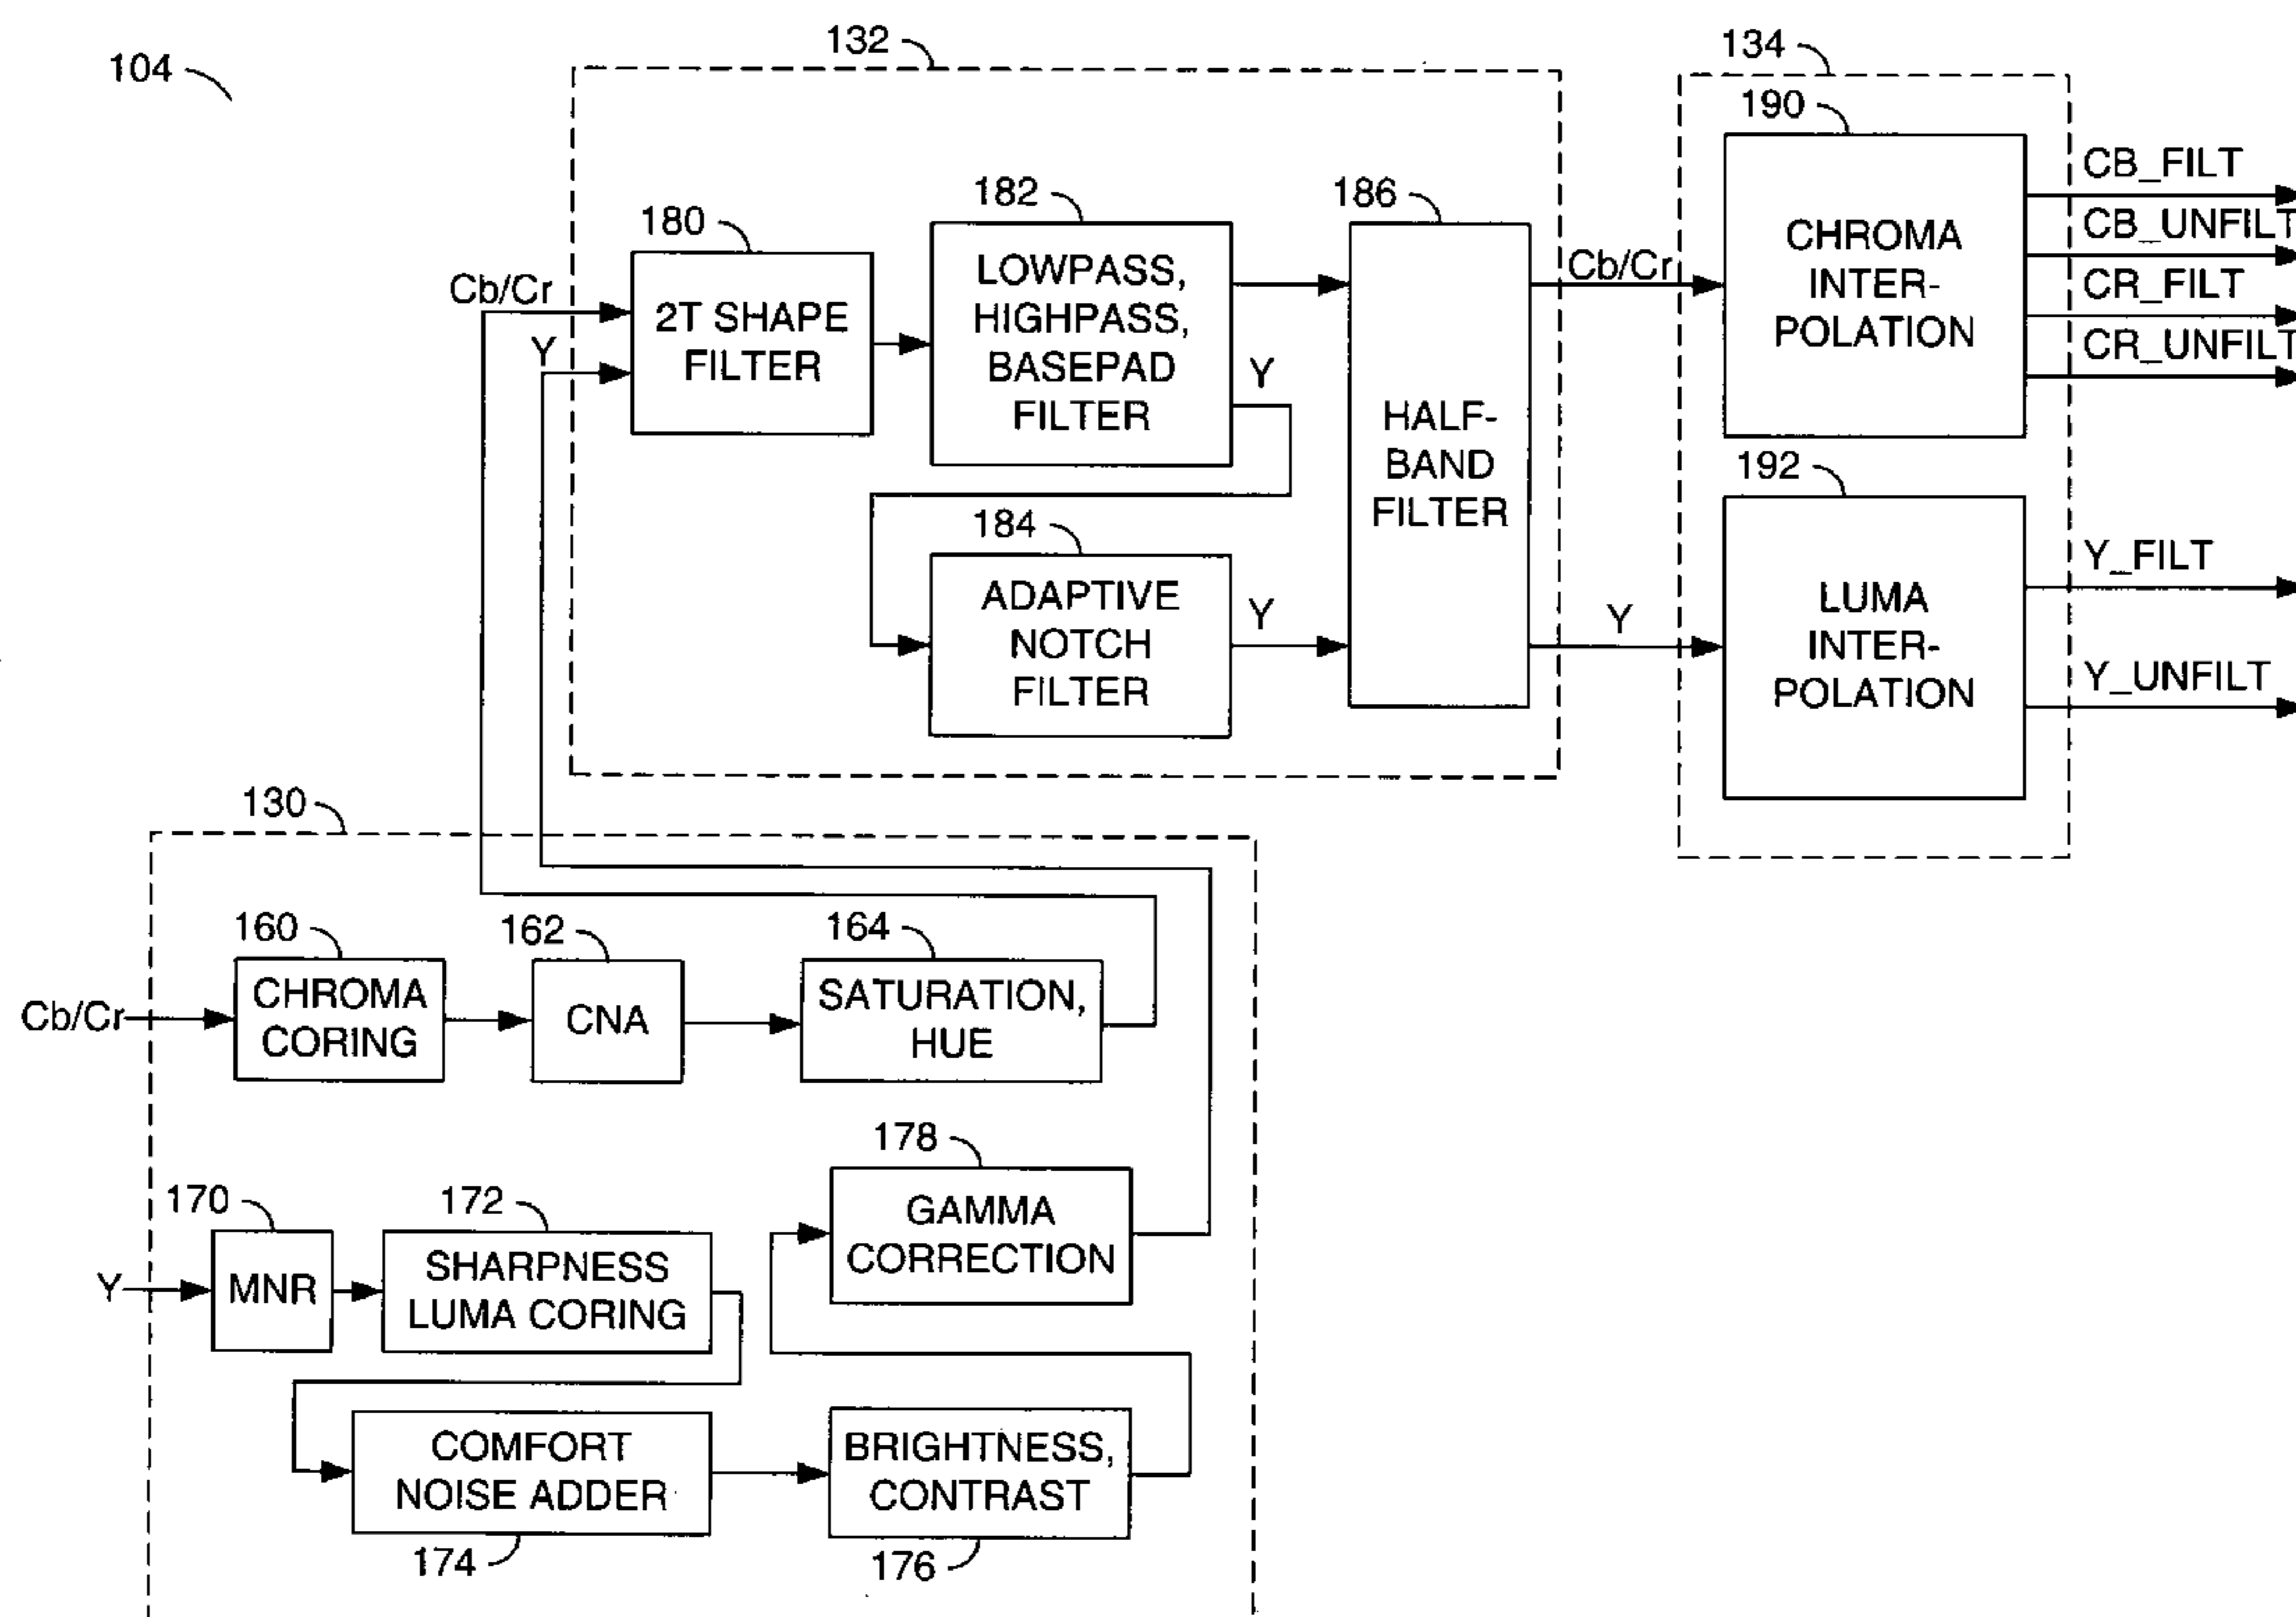 104
132
134
190
CHROMA
INTER-
POLATION
CB_FILT
CB_UNFILT
CR_FILT
CR_UNFILT
180
Cb/Cr
Y
2T SHAPE
FILTER
182
LOWPASS,
HIGHPASS,
BASEPAD
FILTER
Y
186
HALF-
BAND
FILTER
Cb/Cr
184
ADAPTIVE
NOTCH
FILTER
Y
Y
192
LUMA
INTER-
POLATION
Y_FILT
Y_UNFILT
130
Cb/Cr
160
CHROMA
CORING
162
CNA
164
SATURATION,
HUE
Y
170
MNR
172
SHARPNESS
LUMA CORING
178
GAMMA
CORRECTION
COMFORT
NOISE ADDER
174
BRIGHTNESS,
CONTRAST
176